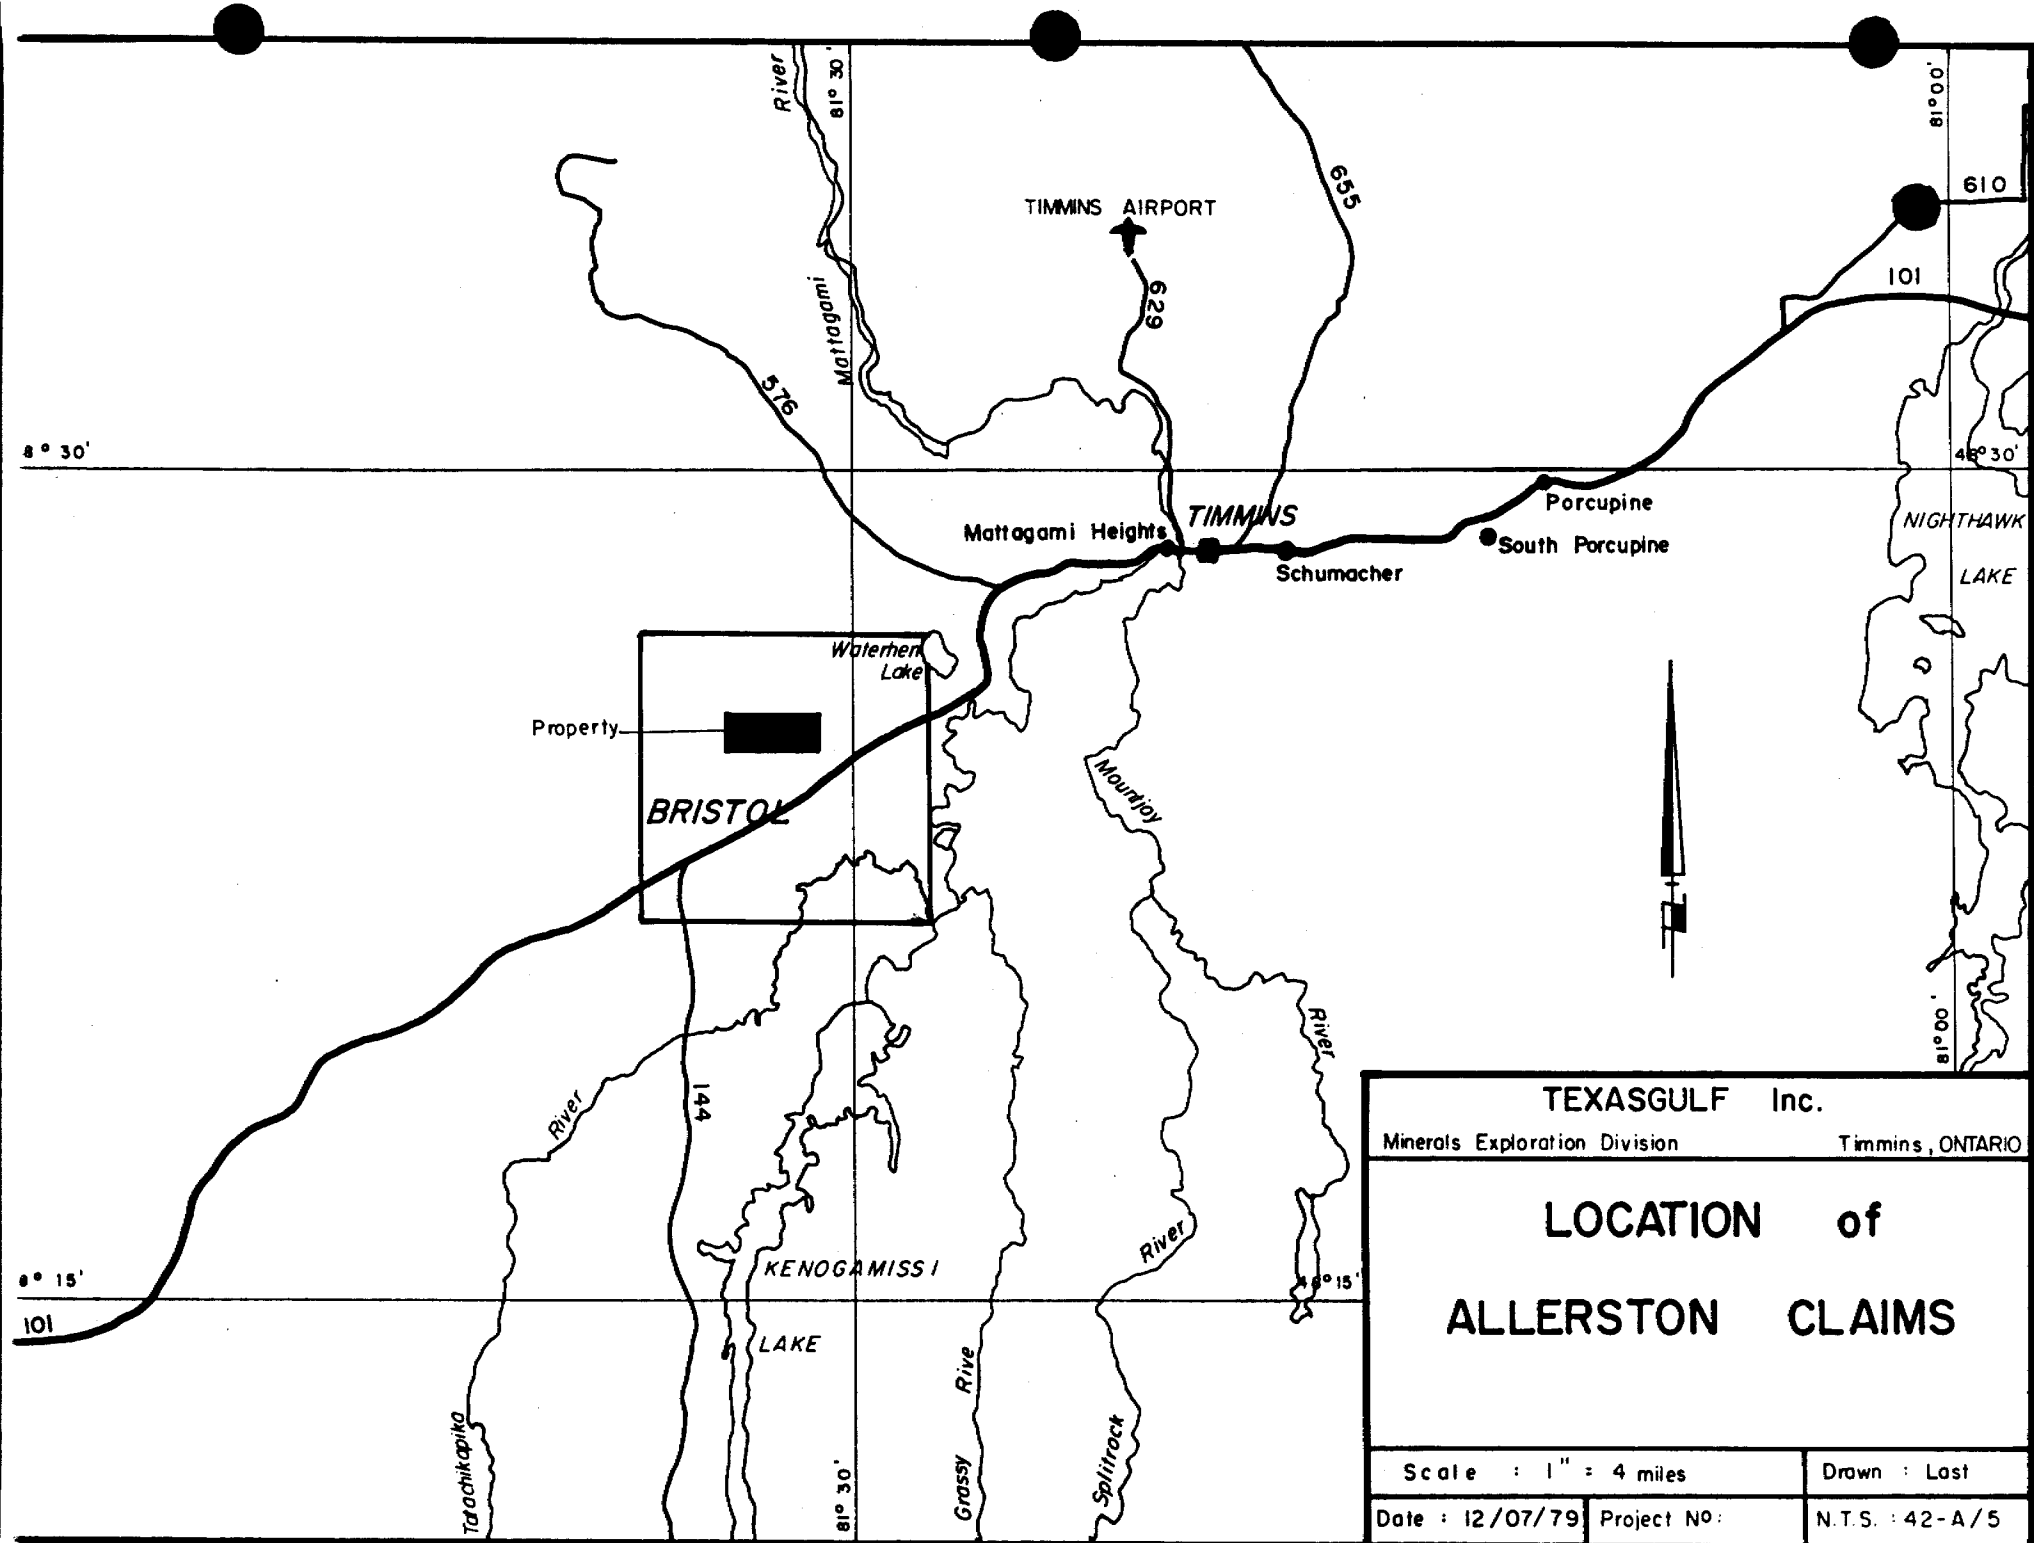 River
81° 30'
81°00'
610
655
TIMMINS AIRPORT
101
629
Mattagami
576
8° 30'
48°30'
Porcupine
TIMMINS
NIGHTHAWK
Mattagami Heights
South Porcupine
Schumacher
LAKE
Waterhen
Lake
Property
Mountjoy
BRISTOL
River
81°00'
144
River
TEXASGULF Inc.
Minerals Exploration Division Timmins, ONTARIO
LOCATION of
ALLERSTON CLAIMS
River
KENOGAMISSI
8° 15'
48°15'
101
LAKE
Grassy Rive
Splitrock
Tatachikapika
81° 30'
Scale : 1" = 4 miles
Drawn : Last
Date : 12/07/79
Project Nº:
N.T.S. : 42-A/5